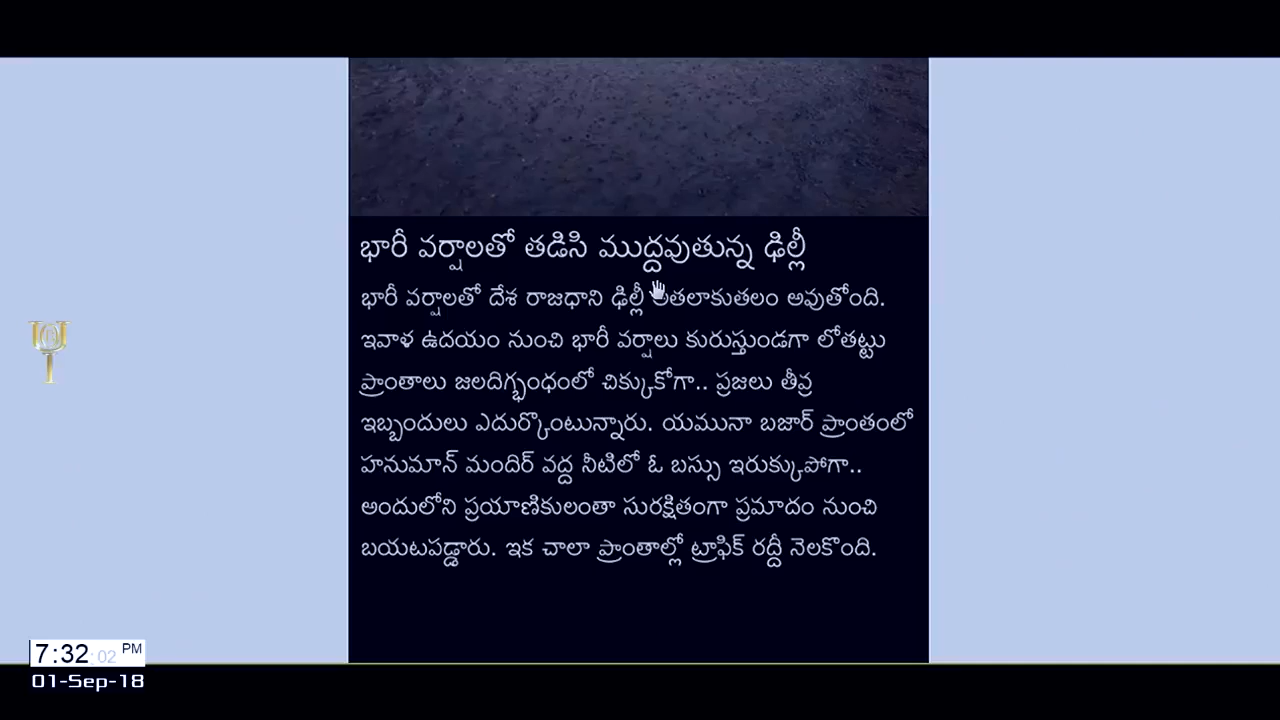 భారీ వర్షాలతో తడిసి ముద్దవుతున్న ఢిల్లీ
భారీ వర్షాలతో దేశ రాజధాని ఢిల్లీ అతలాకుతలం అవుతోంది.
ఇవాళ ఉదయం నుంచి భారీ వర్షాలు కురుస్తుండగా లోతట్టు
ప్రాంతాలు జలదిగ్భంధంలో చిక్కుకోగా.. ప్రజలు తీవ్ర
ఇబ్బందులు ఎదుర్కొంటున్నారు. యమునా బజార్ ప్రాంతంలో
హనుమాన్ మందిర్ వద్ద నీటిలో ఓ బస్సు ఇరుక్కుపోగా..
అందులోని ప్రయాణికులంతా సురక్షితంగా ప్రమాదం నుంచి
బయటపడ్డారు. ఇక చాలా ప్రాంతాల్లో ట్రాఫిక్ రద్దీ నెలకొంది.
7:32:02 PM
01-Sep-18